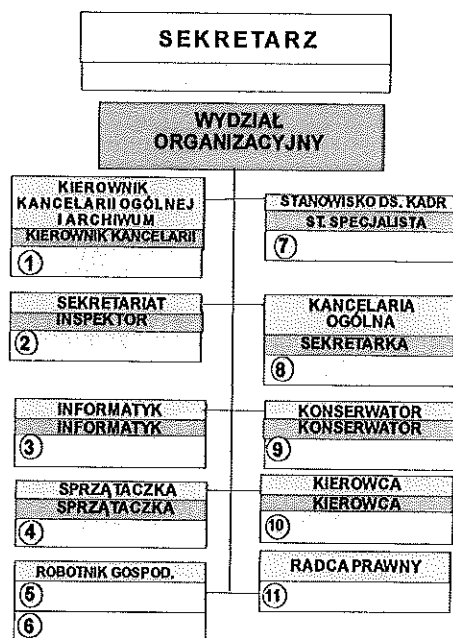 SEKRETARZ
WYDZIAŁ
ORGANIZACYJNY
KIEROWNIK
KANCELARII OGÓLNEJ
I ARCHIWUM
KIEROWNIK KANCELARII
1
STANOWISKO DS. KADR
ST. SPECJALISTA
7
SEKRETARIAT
INSPEKTOR
2
KANCELARIA
OGÓLNA
SEKRETARKA
8
INFORMATYK
INFORMATYK
3
KONSERWATOR
KONSERWATOR
9
SPRZĄTACZKA
SPRZĄTACZKA
4
KIEROWCA
KIEROWCA
10
ROBOTNIK GOSPOD.
5
6
RADCA PRAWNY
11